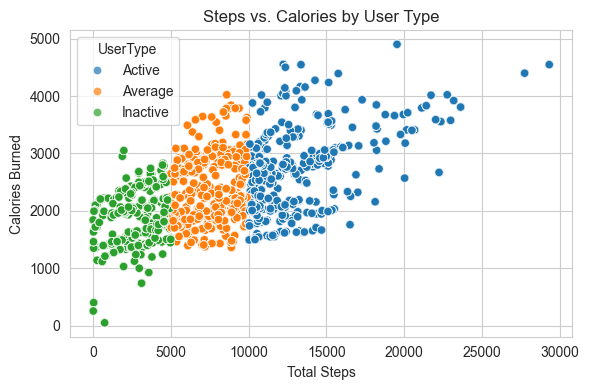 Steps vs. Calories by User Type
UserType
Active
Average
Inactive
Calories Burned
5000
4000
3000
2000
1000
0
0
5000
10000
15000
20000
25000
30000
Total Steps